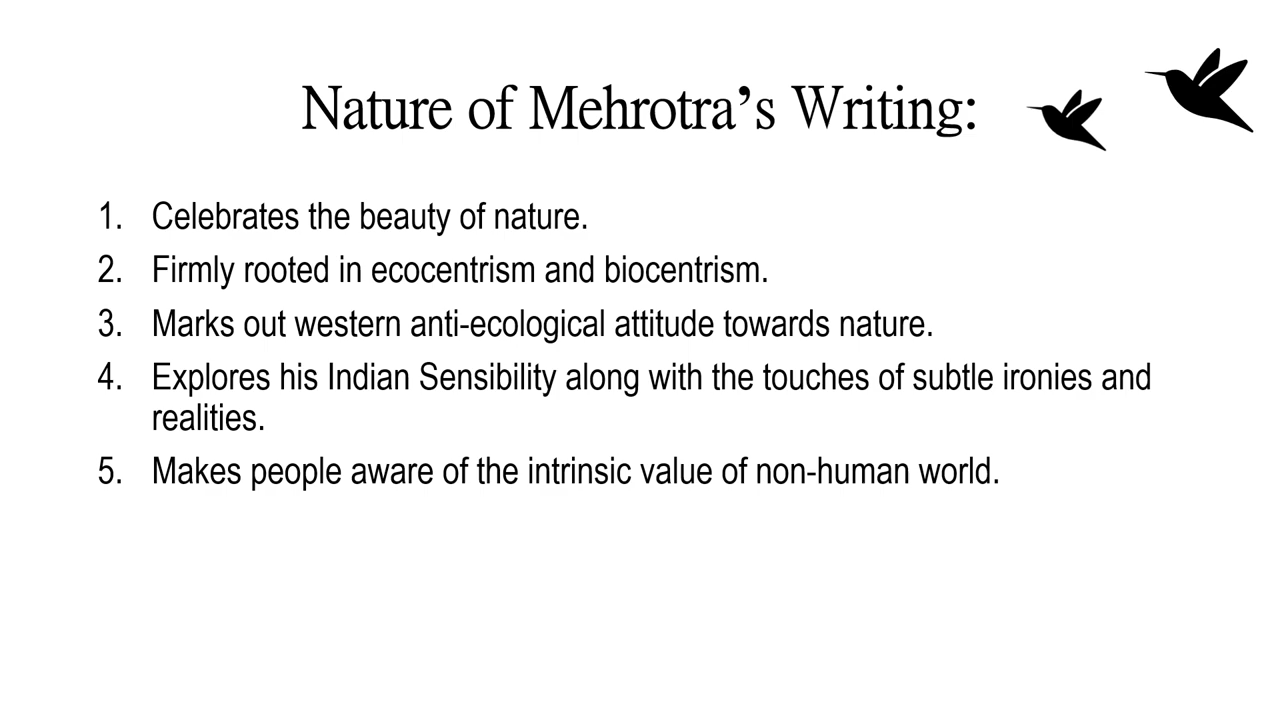 Nature of Mehrotra’s Writing:
1. Celebrates the beauty of nature.
2. Firmly rooted in ecocentrism and biocentrism.
3. Marks out western anti-ecological attitude towards nature.
4. Explores his Indian Sensibility along with the touches of subtle ironies and
realities.
5. Makes people aware of the intrinsic value of non-human world.